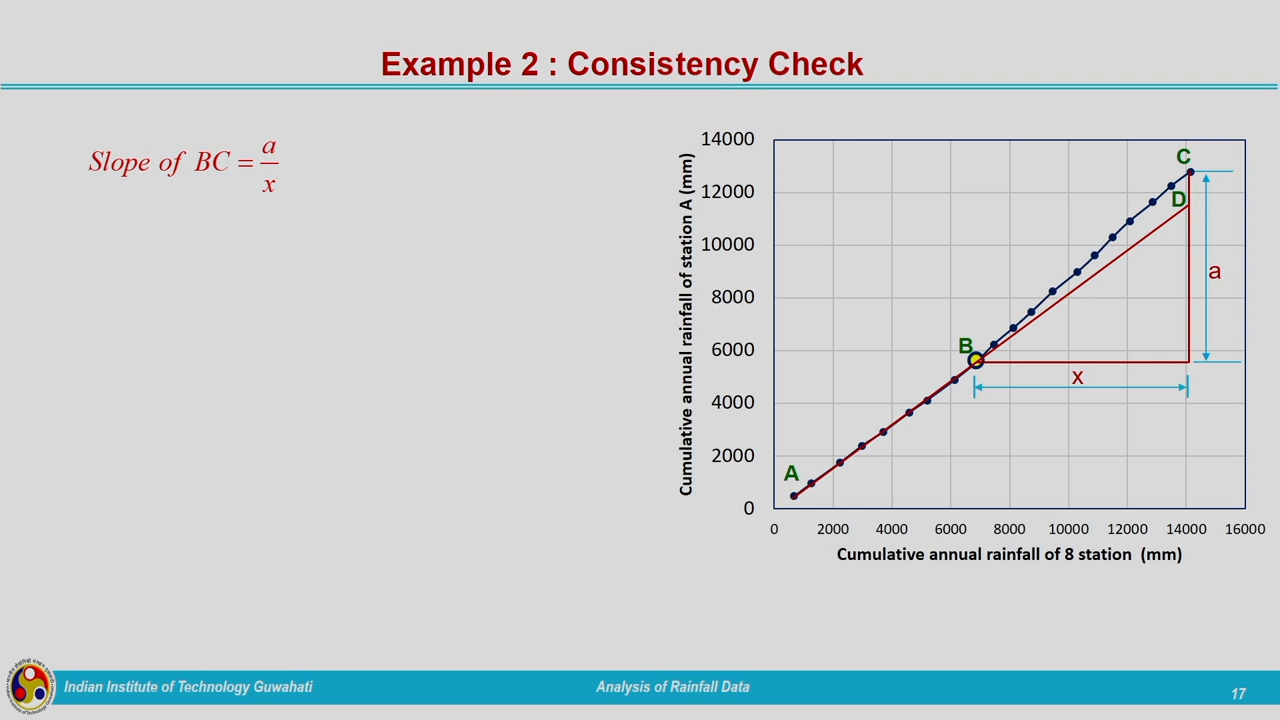 Example 2 : Consistency Check
Slope of BC = a/x
Cumulative annual rainfall of station A (mm)
14000
12000
10000
8000
6000
4000
2000
0
C
D
a
B
x
A
0 2000 4000 6000 8000 10000 12000 14000 16000
Cumulative annual rainfall of 8 station (mm)
Indian Institute of Technology Guwahati
Analysis of Rainfall Data
17